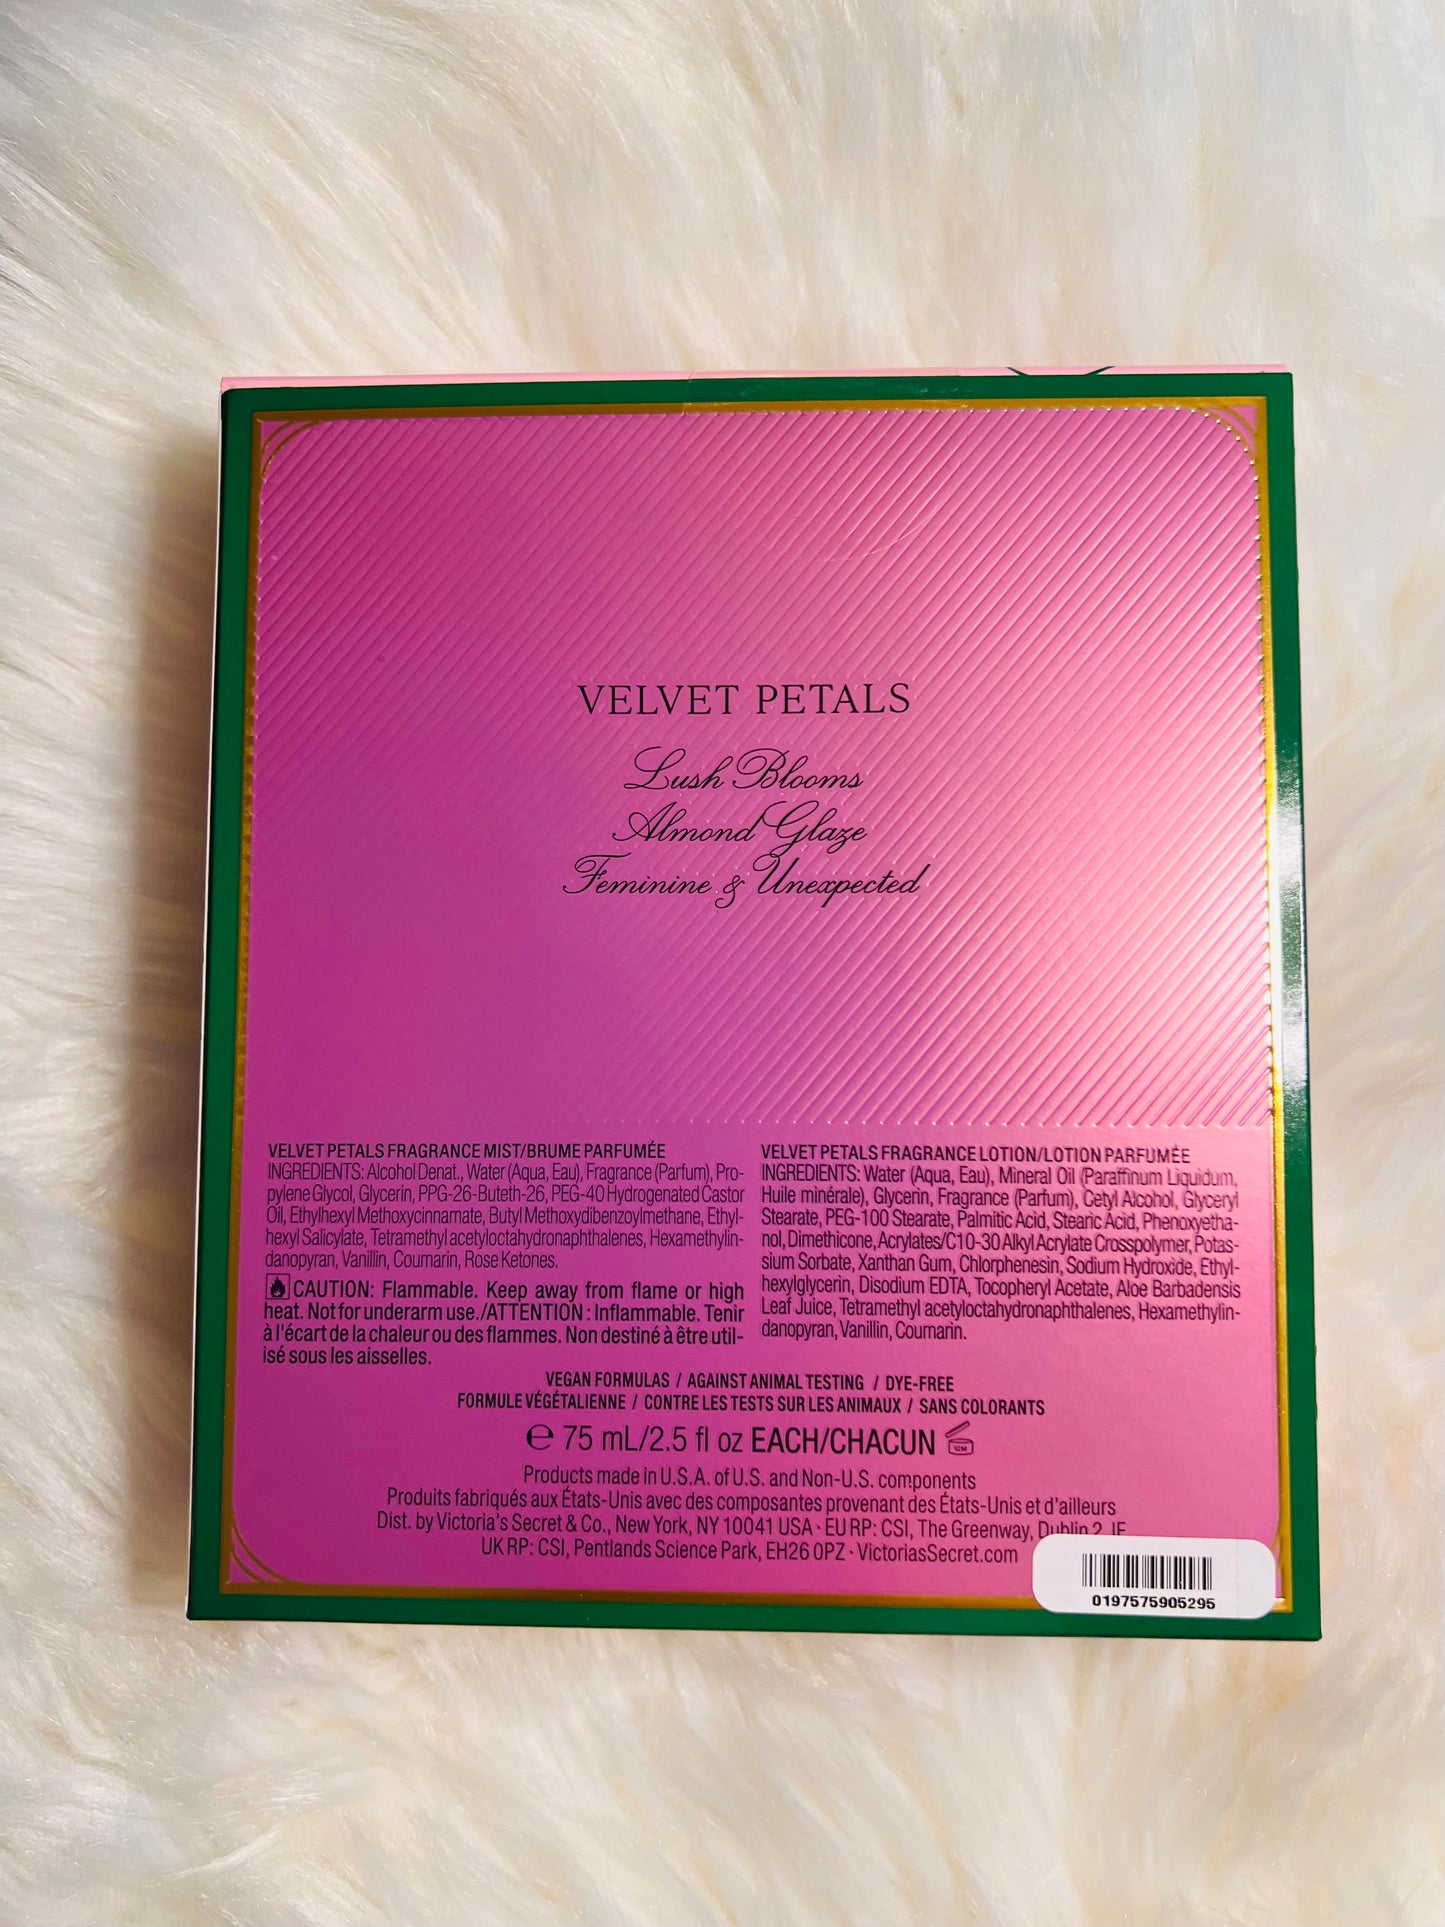 VELVET PETALS
Lush Blooms
Almond Glaze
Feminine & Unexpected
VELVET PETALS FRAGRANCE MIST/BRUME PARFUMÉE
INGREDIENTS: Alcohol Denat., Water (Aqua, Eau), Fragrance (Parfum), Pro-
pylene Glycol, Glycerin, PPG-26-Buteth-26, PEG-40 Hydrogenated Castor
Oil, Ethylhexyl Methoxycinnamate, Butyl Methoxydibenzoylmethane, Ethyl-
hexyl Salicylate, Tetramethyl acetyloctahydronaphthalenes, Hexamethylin-
danopyran, Vanillin, Coumarin, Rose Ketones.
CAUTION: Flammable. Keep away from flame or high
heat. Not for underarm use./ATTENTION : Inflammable. Tenir
à l'écart de la chaleur ou des flammes. Non destiné à être util-
isé sous les aisselles.
VELVET PETALS FRAGRANCE LOTION/LOTION PARFUMÉE
INGREDIENTS: Water (Aqua, Eau), Mineral Oil (Paraffinum Liquidum,
Huile minérale), Glycerin, Fragrance (Parfum), Cetyl Alcohol, Glyceryl
Stearate, PEG-100 Stearate, Palmitic Acid, Stearic Acid, Phenoxyetha-
nol, Dimethicone, Acrylates/C10-30 Alkyl Acrylate Crosspolymer, Potas-
sium Sorbate, Xanthan Gum, Chlorphenesin, Sodium Hydroxide, Ethyl-
hexylglycerin, Disodium EDTA, Tocopheryl Acetate, Aloe Barbadensis
Leaf Juice, Tetramethyl acetyloctahydronaphthalenes, Hexamethylin-
danopyran, Vanillin, Coumarin.
VEGAN FORMULAS / AGAINST ANIMAL TESTING / DYE-FREE
FORMULE VÉGÉTALIENNE / CONTRE LES TESTS SUR LES ANIMAUX / SANS COLORANTS
℮ 75 mL/2.5 fl oz EACH/CHACUN 12M
Products made in U.S.A. of U.S. and Non-U.S. components
Produits fabriqués aux États-Unis avec des composantes provenant des États-Unis et d'ailleurs
Dist. by Victoria's Secret & Co., New York, NY 10041 USA · EU RP: CSI, The Greenway, Dublin 2, IE
UK RP: CSI, Pentlands Science Park, EH26 0PZ · VictoriasSecret.com
0197575905295